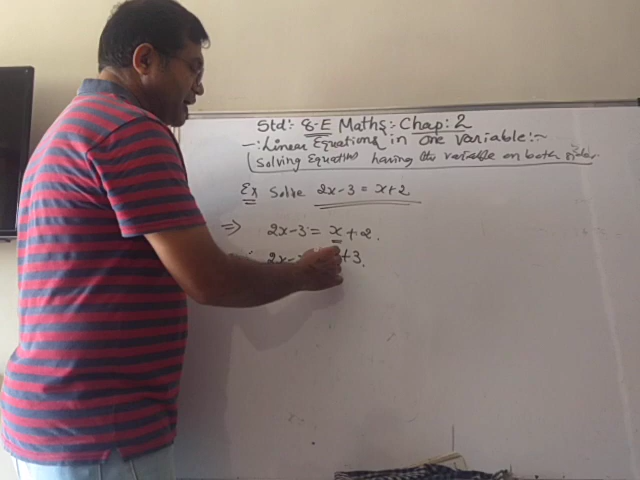 Std:- 8-E Maths:- Chap: 2
-: Linear Equations in one variable:-
Solving Equations having the variable on both sides.
Ex Solve 2x-3 = x+2
⇒ 2x-3 = x+2.
2x- +3.